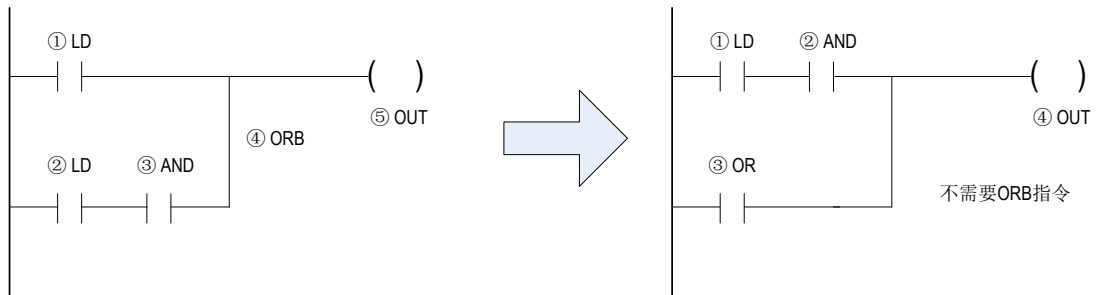 ① LD
⑤ OUT
④ ORB
② LD
③ AND
① LD
② AND
④ OUT
③ OR
不需要ORB指令